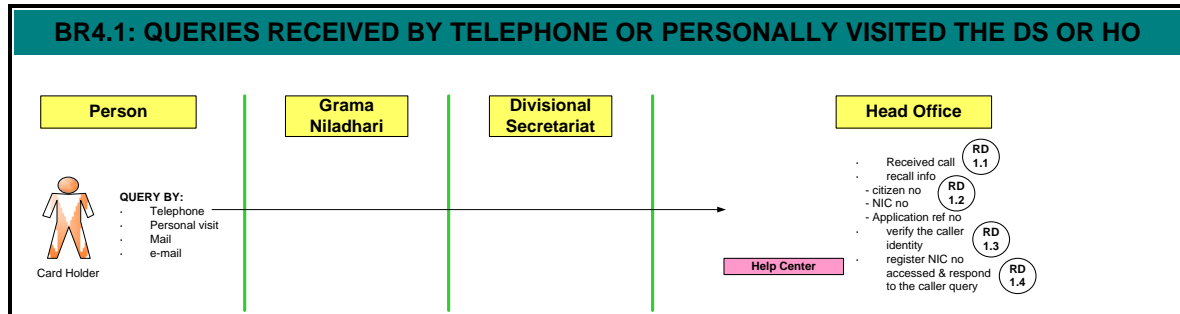 BR4.1: QUERIES RECEIVED BY TELEPHONE OR PERSONALLY VISITED THE DS OR HO
Person
Grama
Niladhari
Divisional
Secretariat
Head Office
QUERY BY:
· Telephone
· Personal visit
· Mail
· e-mail
Card Holder
Help Center
· Received call
· recall info
- citizen no
- NIC no
- Application ref no
· verify the caller
identity
· register NIC no
accessed & respond
to the caller query
RD
1.1
RD
1.2
RD
1.3
RD
1.4